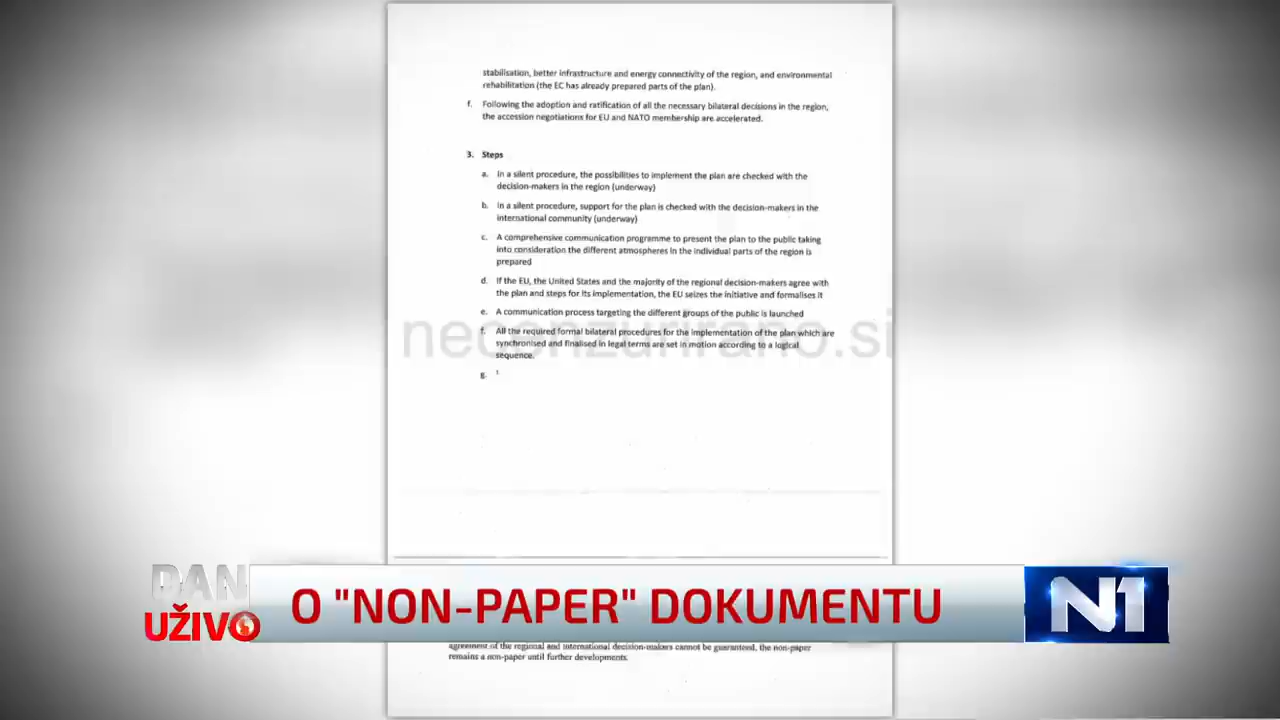 stabilisation, better infrastructure and energy connectivity of the region, and environmental
rehabilitation (the EC has already prepared parts of the plan).
f. Following the adoption and ratification of all the necessary bilateral decisions in the region,
the accession negotiations for EU and NATO membership are accelerated.
3. Steps
a. In a silent procedure, the possibilities to implement the plan are checked with the
decision-makers in the region (underway)
b. In a silent procedure, support for the plan is checked with the decision-makers in the
international community (underway)
c. A comprehensive communication programme to present the plan to the public taking
into consideration the different atmospheres in the individual parts of the region is
prepared
d. If the EU, the United States and the majority of the regional decision-makers agree with
the plan and steps for its implementation, the EU seizes the initiative and formalises it
e. A communication process targeting the different groups of the public is launched
necenzurirano.si
f. All the required formal bilateral procedures for the implementation of the plan which are
synchronised and finalised in legal terms are set in motion according to a logical
sequence.
g.
DAN
UŽIVO
O "NON-PAPER" DOKUMENTU
N1
agreement of the regional and international decision-makers cannot be guaranteed, the non-paper
remains a non-paper until further developments.